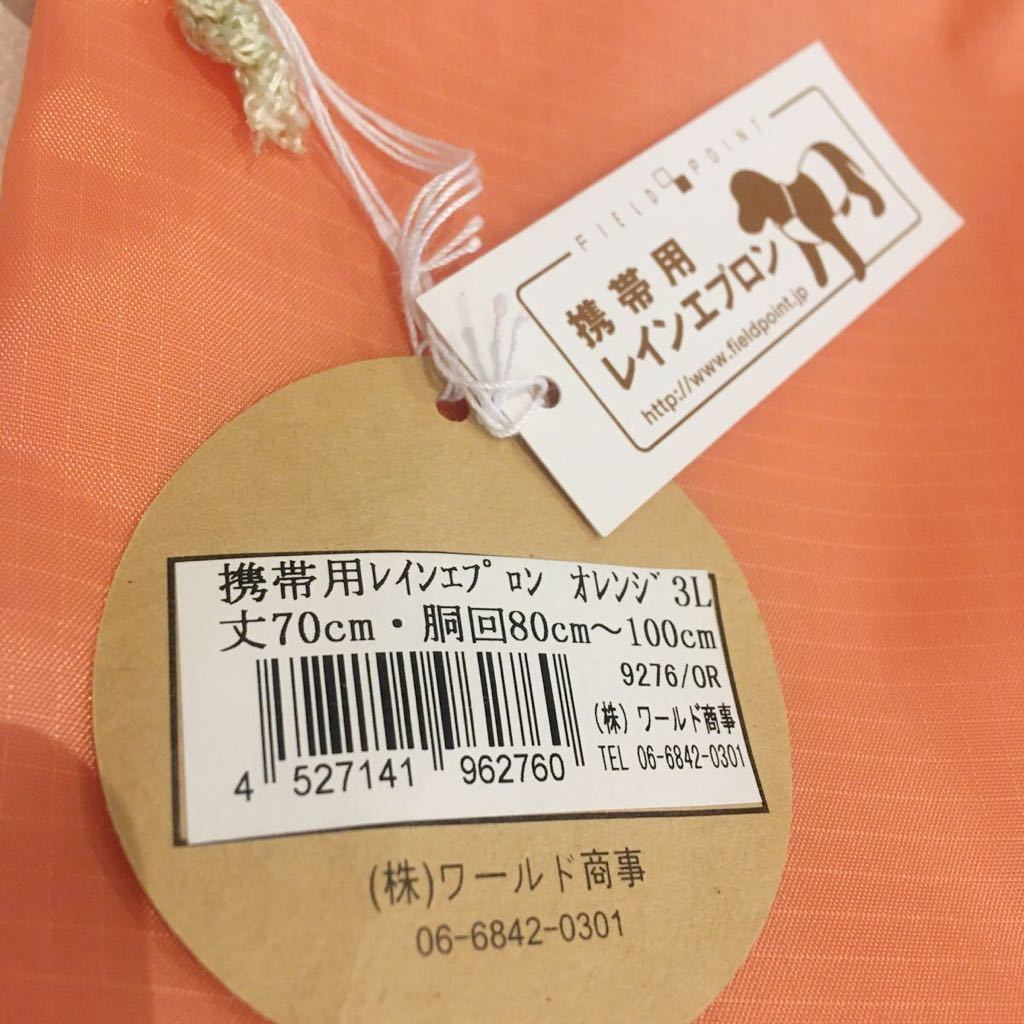 FIELD POINT
携帯用
レインエプロン
http://www.fieldpoint.jp
携帯用ﾚｲﾝｴﾌﾟﾛﾝ ｵﾚﾝｼﾞ 3L
丈70cm・胴回80cm～100cm
9276/OR
(株)ワールド商事
TEL 06-6842-0301
4 527141 962760
(株)ワールド商事
06-6842-0301